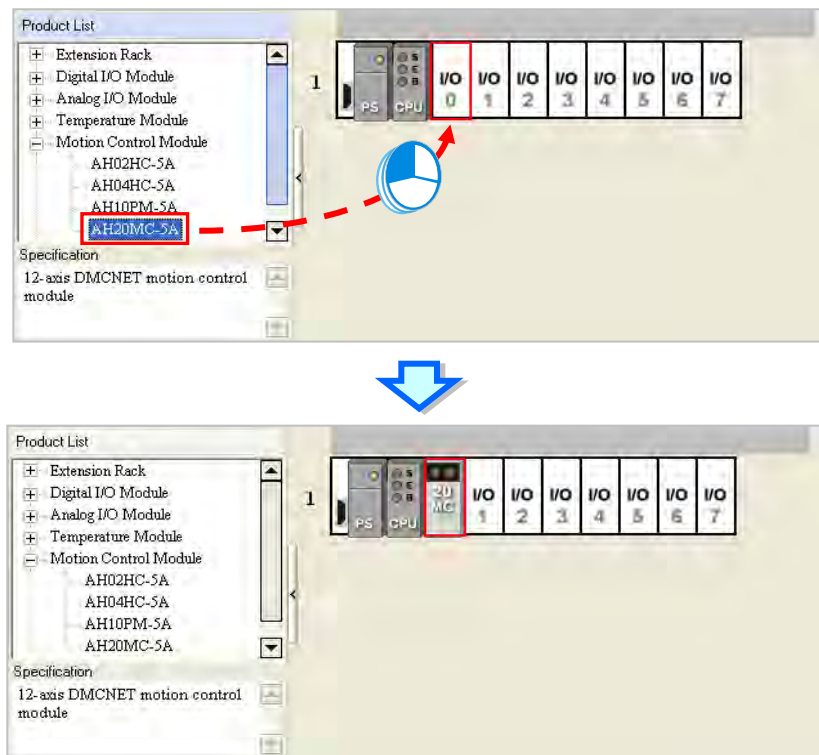 Product List
Extension Rack
Digital I/O Module
Analog I/O Module
Temperature Module
Motion Control Module
AH02HC-5A
AH04HC-5A
AH10PM-5A
AH20MC-5A
Specification
12-axis DMCNET motion control
module
1
PS
CPU
S
E
B
I/O 0
I/O 1
I/O 2
I/O 3
I/O 4
I/O 5
I/O 6
I/O 7
Product List
Extension Rack
Digital I/O Module
Analog I/O Module
Temperature Module
Motion Control Module
AH02HC-5A
AH04HC-5A
AH10PM-5A
AH20MC-5A
Specification
12-axis DMCNET motion control
module
1
PS
CPU
S
E
B
20
MC
I/O 1
I/O 2
I/O 3
I/O 4
I/O 5
I/O 6
I/O 7